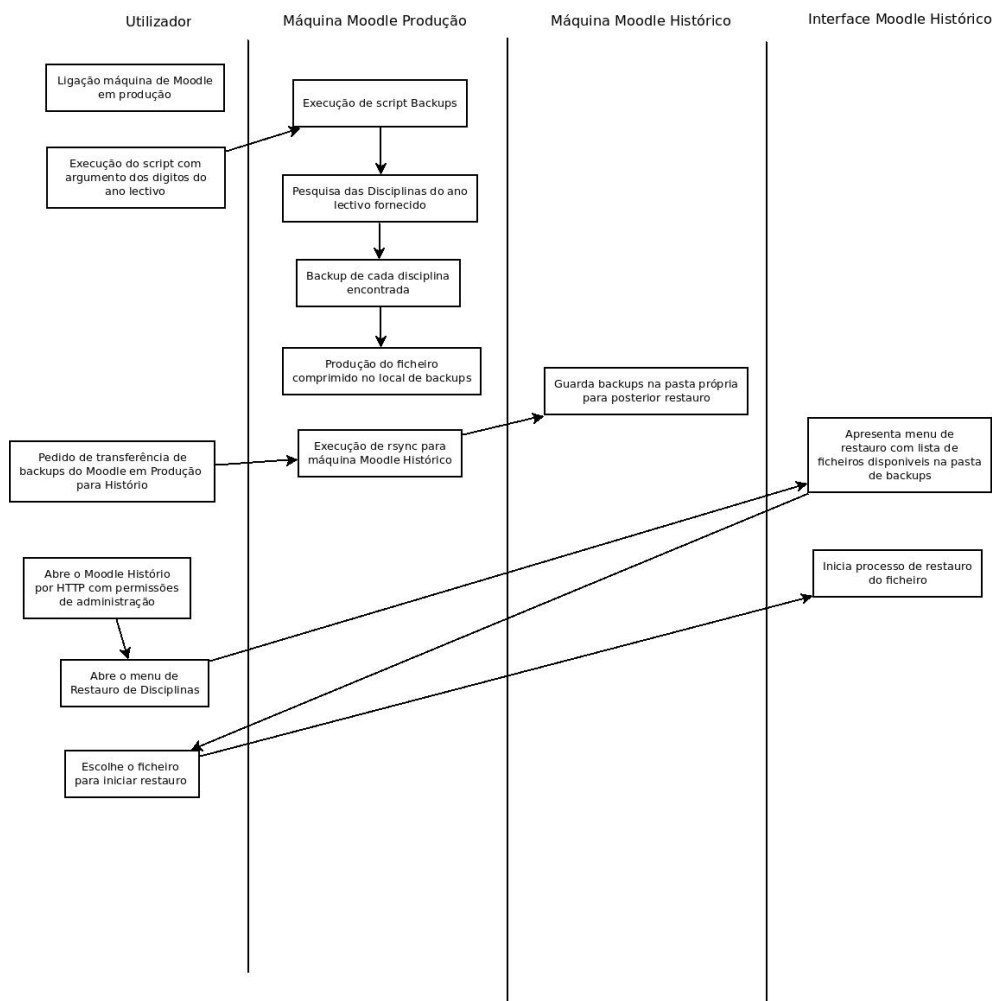 Utilizador
Máquina Moodle Produção
Máquina Moodle Histórico
Interface Moodle Histórico
Ligação máquina de Moodle
em produção
Execução de script Backups
Execução do script com
argumento dos digitos do
ano lectivo
Pesquisa das Disciplinas do ano
lectivo fornecido
Backup de cada disciplina
encontrada
Produção do ficheiro
comprimido no local de backups
Guarda backups na pasta própria
para posterior restauro
Pedido de transferência de
backups do Moodle em Produção
para Histório
Execução de rsync para
máquina Moodle Histórico
Apresenta menu de
restauro com lista de
ficheiros disponiveis na pasta
de backups
Abre o Moodle Histório
por HTTP com permissões
de administração
Inicia processo de restauro
do ficheiro
Abre o menu de
Restauro de Disciplinas
Escolhe o ficheiro
para iniciar restauro